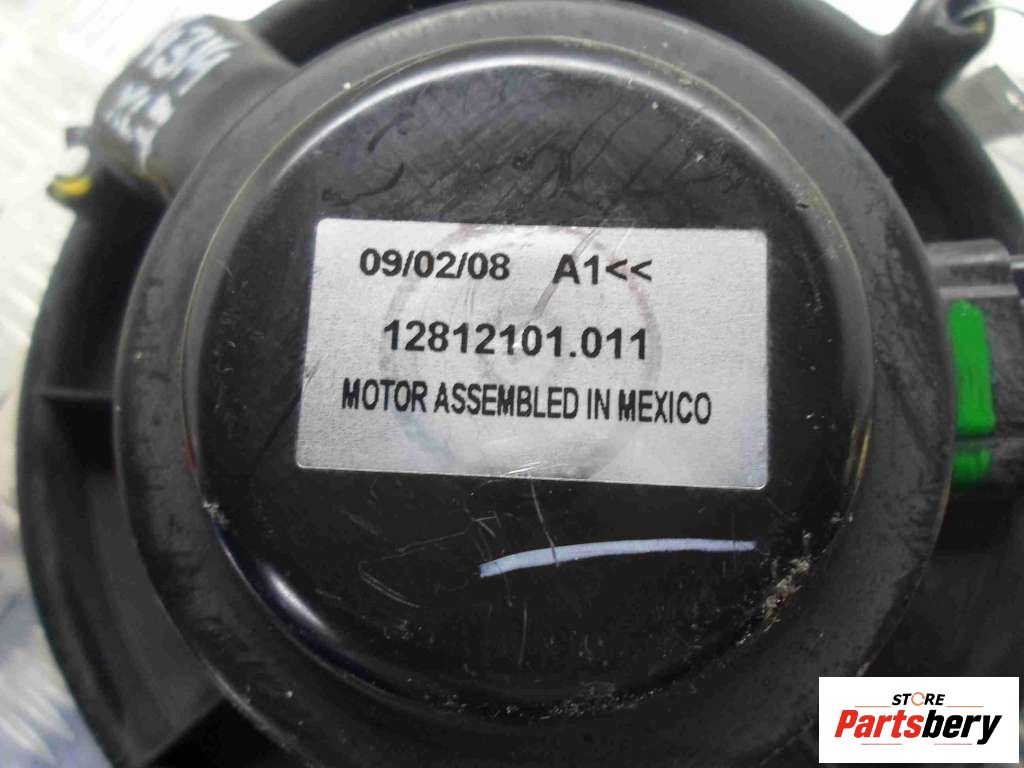 09/02/08 A1<<
12812101.011
MOTOR ASSEMBLED IN MEXICO
STORE
Partsbery